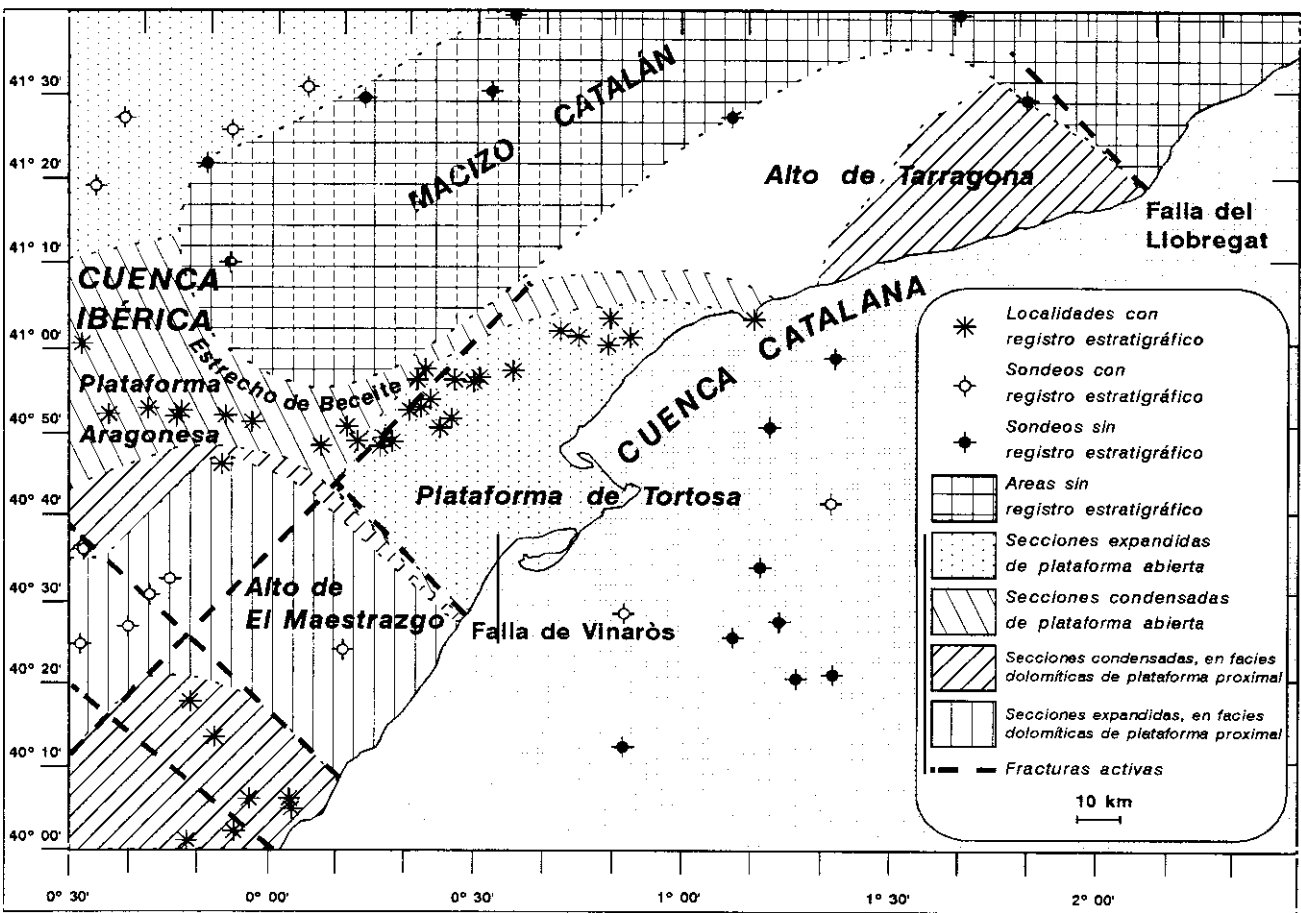 41° 30'
41° 20'
41° 10'
41° 00'
40° 50'
40° 40'
40° 30'
40° 20'
40° 10'
40° 00'
MACIZO CATALÁN
Alto de Tarragona
Falla del
Llobregat
CUENCA
IBÉRICA
Estrecho de Beceite
Plataforma
Aragonesa
CUENCA CATALANA
Plataforma de Tortosa
Alto de
El Maestrazgo
Falla de Vinaròs
Localidades con
registro estratigráfico
Sondeos con
registro estratigráfico
Sondeos sin
registro estratigráfico
Areas sin
registro estratigráfico
Secciones expandidas
de plataforma abierta
Secciones condensadas
de plataforma abierta
Secciones condensadas, en facies
dolomíticas de plataforma proximal
Secciones expandidas, en facies
dolomíticas de plataforma proximal
Fracturas activas
10 km
0° 30'
0° 00'
0° 30'
1° 00'
1° 30'
2° 00'